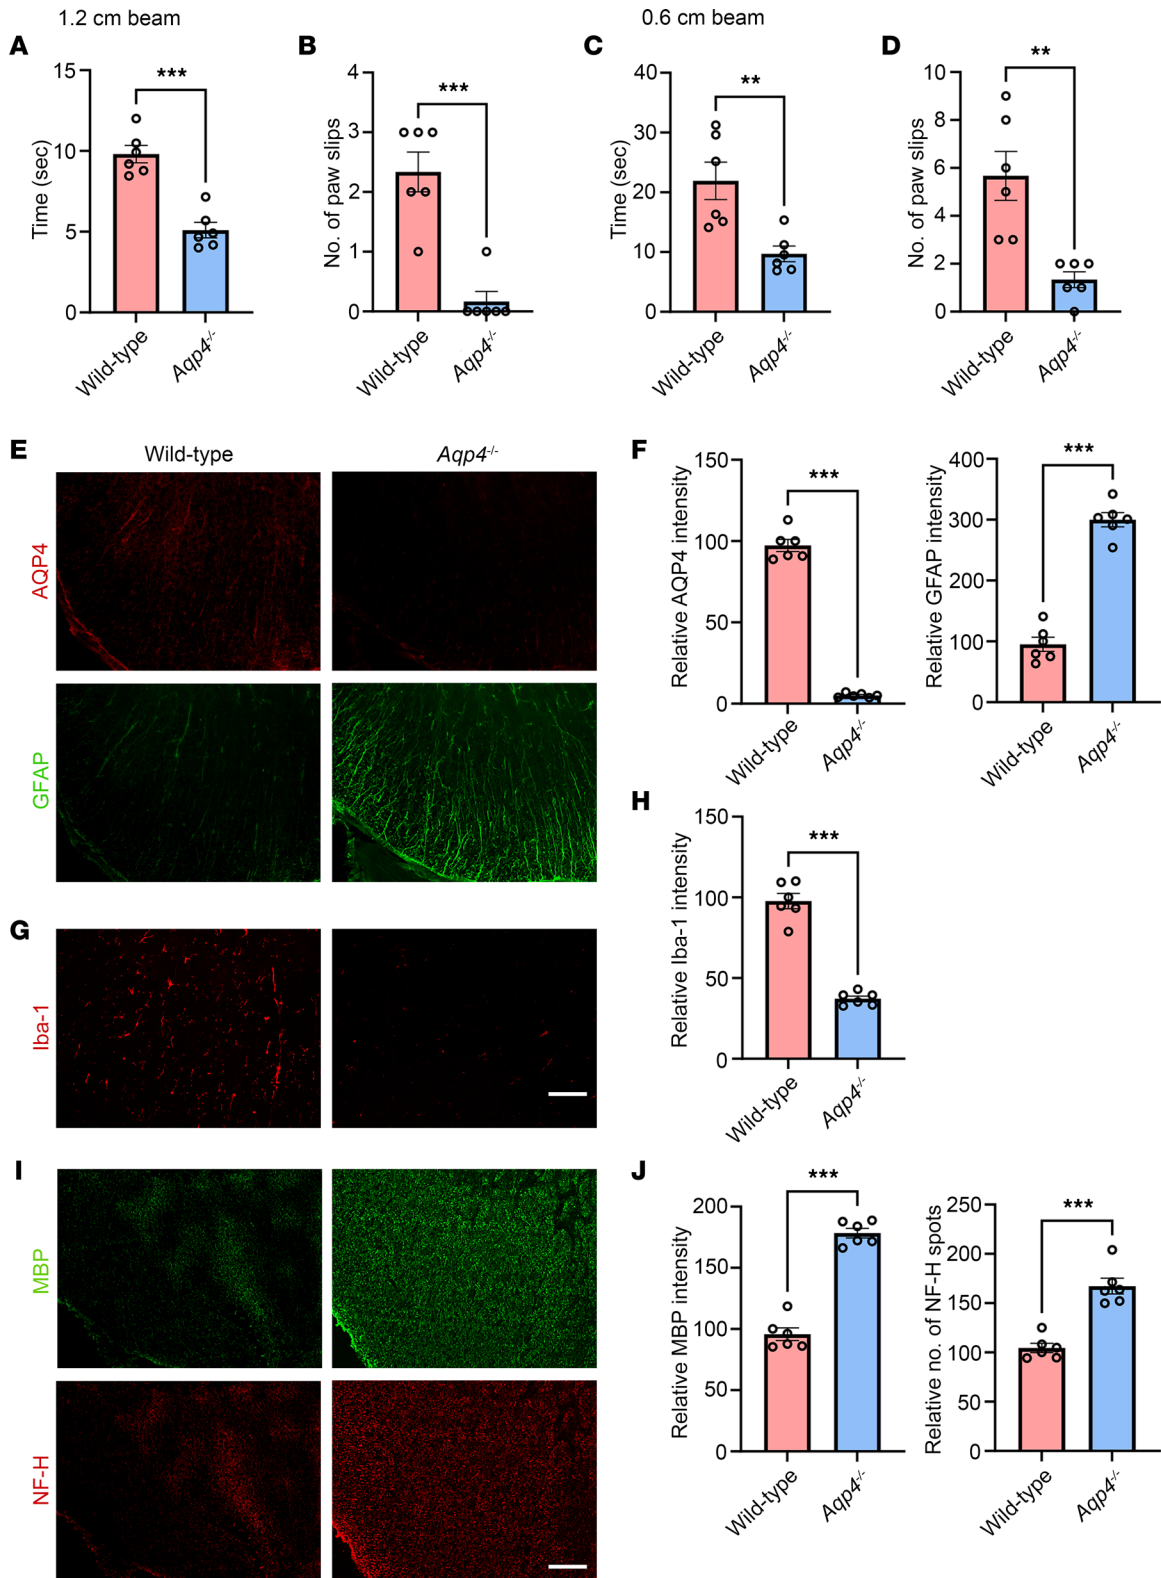 1.2 cm beam
0.6 cm beam
A
B
C
D
15
10
5
0
Time (sec)
***
Wild-type
Aqp4-/-
4
3
2
1
0
No. of paw slips
***
Wild-type
Aqp4-/-
40
30
20
10
0
Time (sec)
**
Wild-type
Aqp4-/-
10
8
6
4
2
0
No. of paw slips
**
Wild-type
Aqp4-/-
E
Wild-type
Aqp4-/-
AQP4
GFAP
F
150
100
50
0
Relative AQP4 intensity
***
Wild-type
Aqp4-/-
400
300
200
100
0
Relative GFAP intensity
***
Wild-type
Aqp4-/-
G
Iba-1
H
150
100
50
0
Relative Iba-1 intensity
***
Wild-type
Aqp4-/-
I
MBP
NF-H
J
200
150
100
50
0
Relative MBP intensity
***
Wild-type
Aqp4-/-
250
200
150
100
50
0
Relative no. of NF-H spots
***
Wild-type
Aqp4-/-